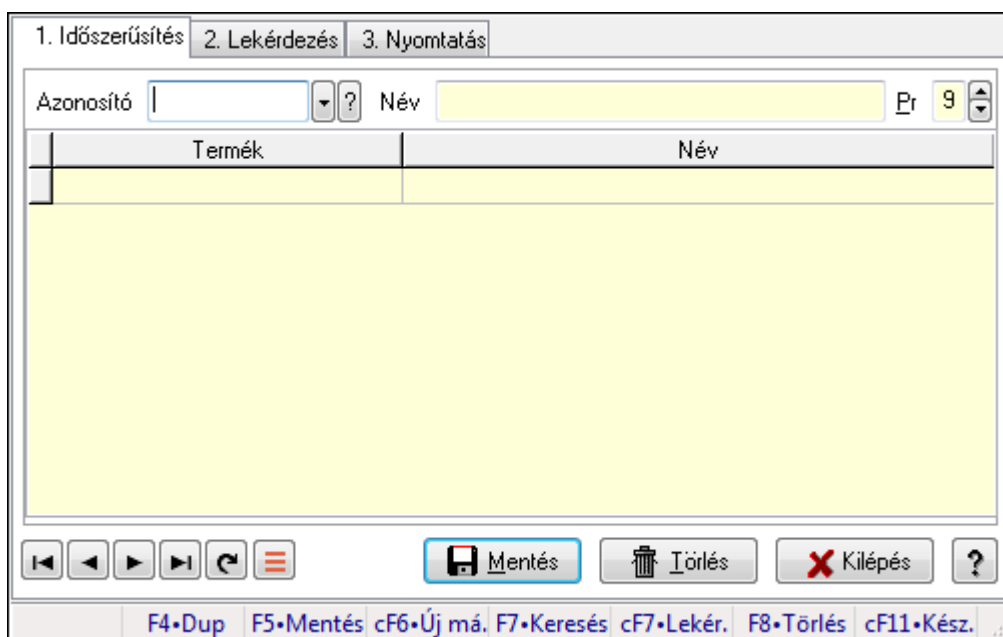 1. Időszerűsítés 2. Lekérdezés 3. Nyomtatás
Azonosító ? Név Pr 9
Termék Név
Mentés Törlés Kilépés ?
F4•Dup F5•Mentés cF6•Új má. F7•Keresés cF7•Lekér. F8•Törlés cF11•Kész.